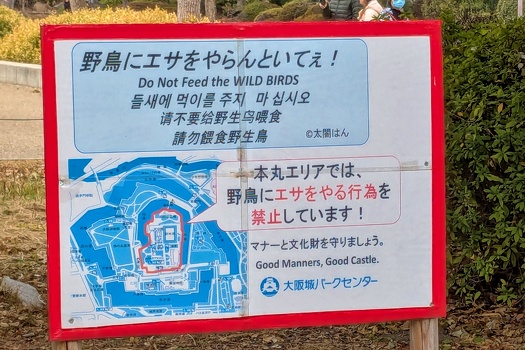 野鳥にエサをやらんといてぇ！
Do Not Feed the WILD BIRDS
들새에 먹이를 주지 마 십시오
请不要给野生鸟喂食
請勿餵食野生鳥
©太閤はん
本丸エリアでは、
野鳥にエサをやる行為を
禁止しています！
マナーと文化財を守りましょう。
Good Manners, Good Castle.
大阪城パークセンター